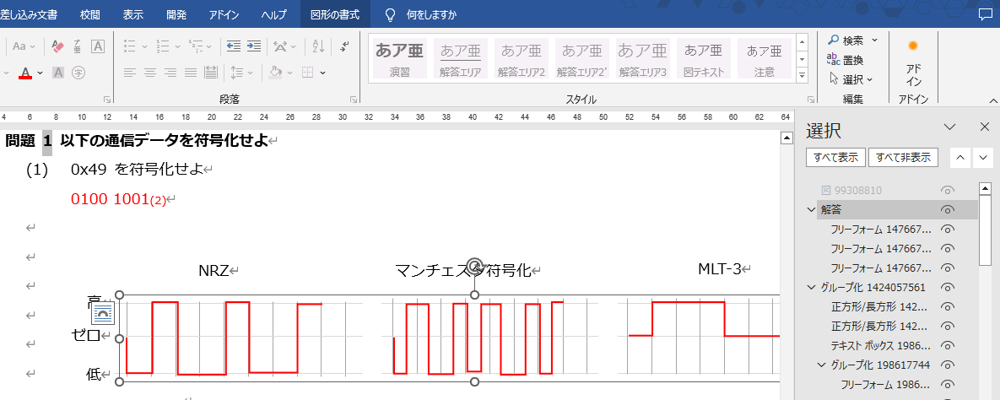 差し込み文書 校閲 表示 開発 アドイン ヘルプ 図形の書式 何をしますか
Aa
亜
A
A A 字
段落
あア亜 あア亜 あア亜 あア亜 あア亜 あア亜 あア亜
演習 解答エリア 解答エリア2 解答エリア2' 解答エリア3 図テキスト 注意
スタイル
検索
置換
選択
編集
アド
イン
アドイン
4 6 8 10 12 14 16 18 20 22 24 26 28 30 32 34 36 38 40 42 44 46 48 50 52 54 56 58 60 62 64
問題 1 以下の通信データを符号化せよ
(1) 0x49 を符号化せよ
0100 1001(2)
NRZ マンチェスタ符号化 MLT-3
高
ゼロ
低
選択
すべて表示 すべて非表示
図 99308810
解答
フリーフォーム 147667...
フリーフォーム 147667...
フリーフォーム 147667...
グループ化 1424057561
正方形/長方形 142...
正方形/長方形 142...
テキスト ボックス 1986...
グループ化 198617744
フリーフォーム 1986...